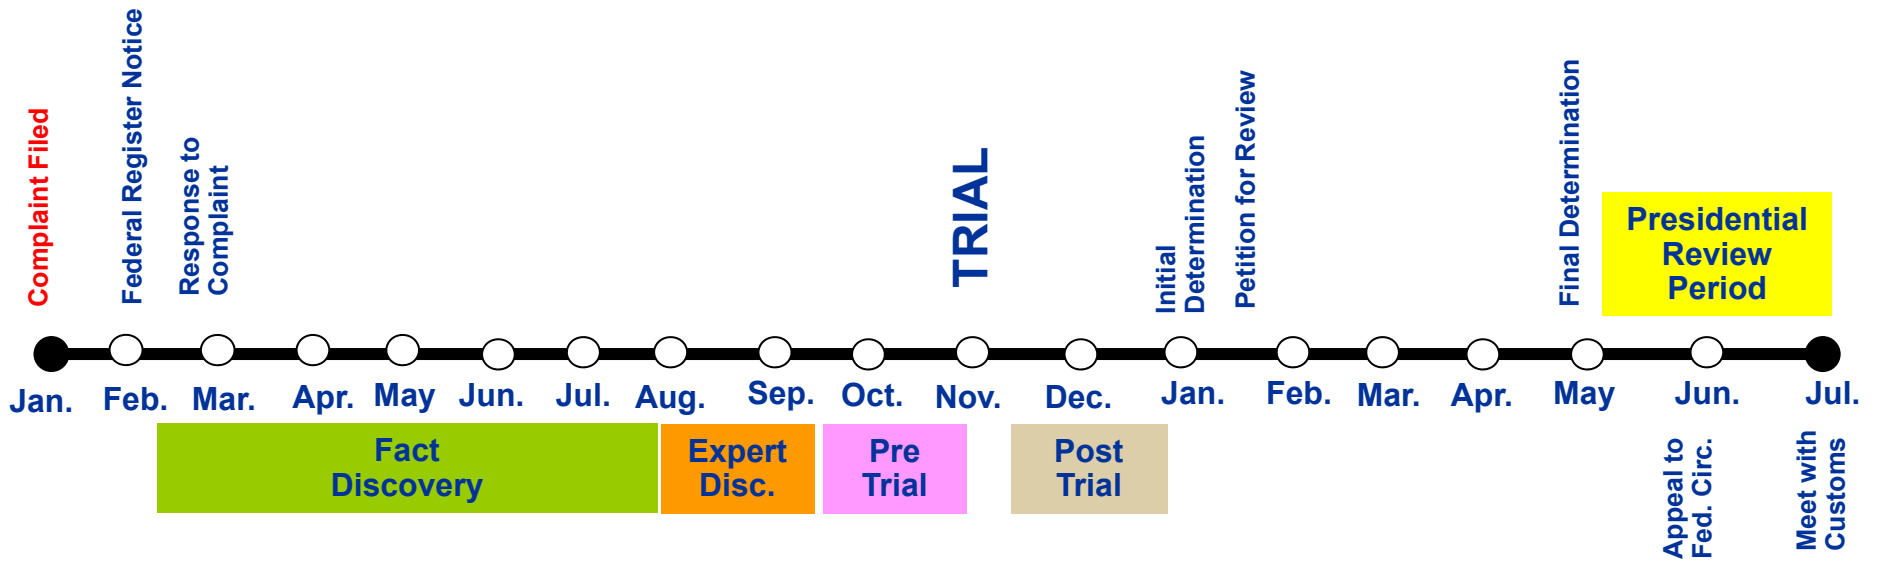 Complaint Filed
Federal Register Notice
Response to
Complaint
TRIAL
Initial
Determination
Petition for Review
Final Determination
Presidential
Review
Period
Jan.
Feb.
Mar.
Apr.
May
Jun.
Jul.
Aug.
Sep.
Oct.
Nov.
Dec.
Jan.
Feb.
Mar.
Apr.
May
Jun.
Jul.
Fact
Discovery
Expert
Disc.
Pre
Trial
Post
Trial
Appeal to
Fed. Circ.
Meet with
Customs